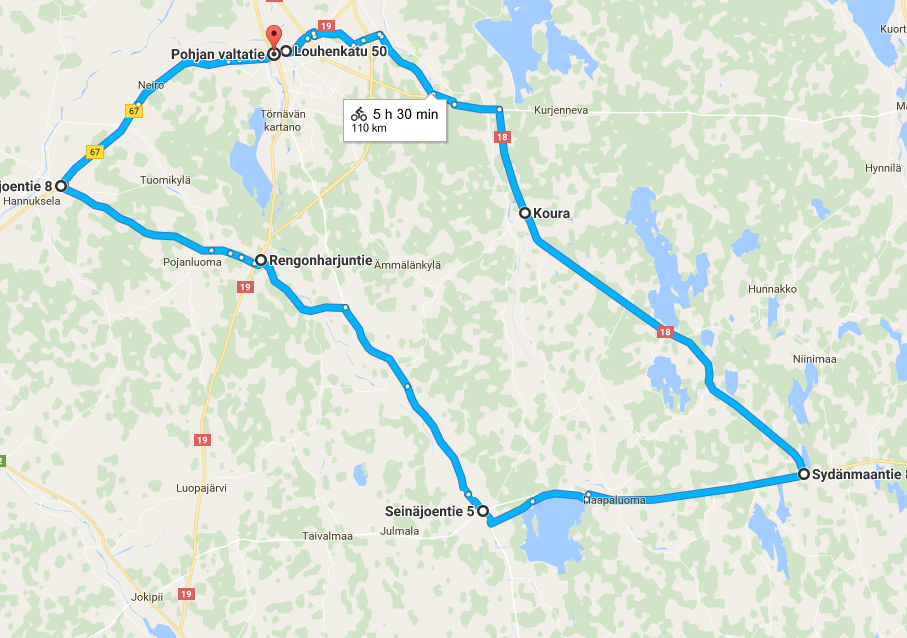 19
Kuort
Pohjan valtatie
Louhenkatu 50
Neiro
67
5 h 30 min
110 km
Törnävän
kartano
Kurjenneva
18
67
Tuomikylä
Hynnilä
joentie 8
Hannuksela
Koura
Pojanluoma
Rengonharjuntie
Ämmälänkylä
19
Hunnakko
18
Niinimaa
19
2
Sydänmaantie 8
Luopajärvi
Haapaluoma
Seinäjoentie 5
Julmala
Taivalmaa
19
Jokipii